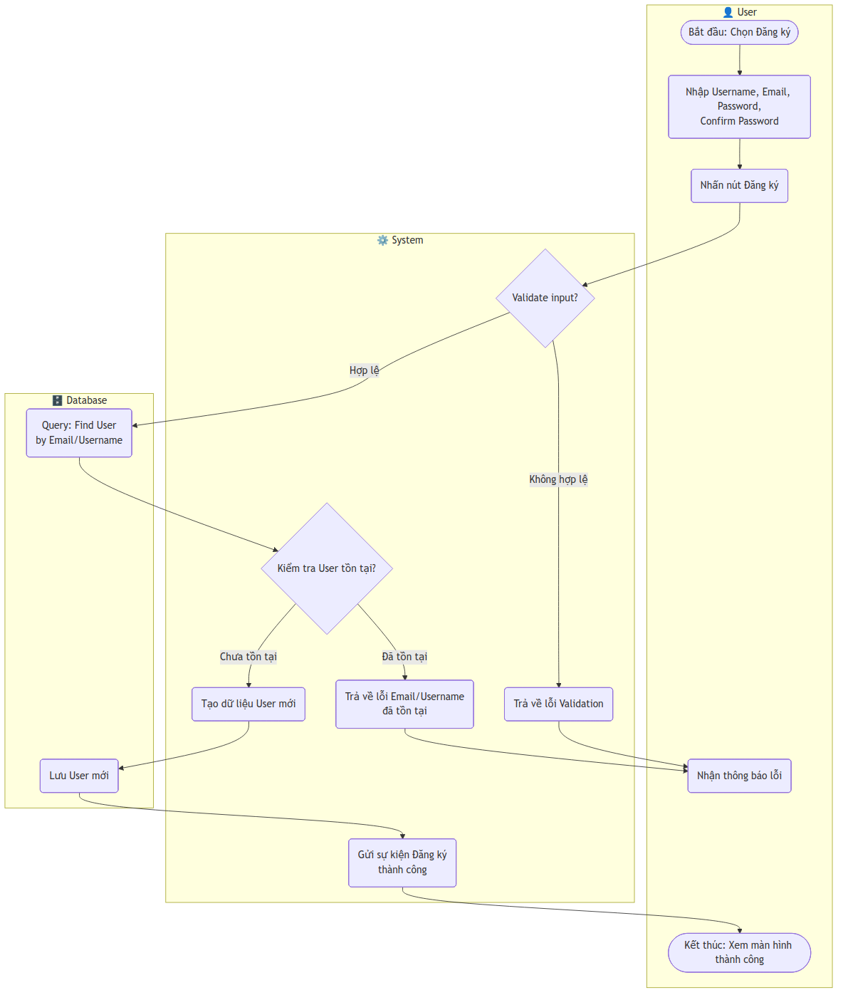 👤 User
Bắt đầu: Chọn Đăng ký
Nhập Username, Email,
Password,
Confirm Password
Nhấn nút Đăng ký
⚙️ System
Validate input?
Hợp lệ
🗄️ Database
Query: Find User
by Email/Username
Không hợp lệ
Kiểm tra User tồn tại?
Chưa tồn tại
Đã tồn tại
Tạo dữ liệu User mới
Trả về lỗi Email/Username
đã tồn tại
Trả về lỗi Validation
Lưu User mới
Nhận thông báo lỗi
Gửi sự kiện Đăng ký
thành công
Kết thúc: Xem màn hình
thành công